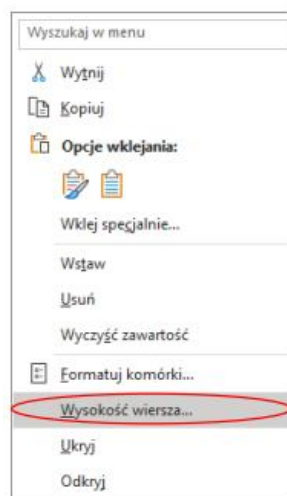 Wyszukaj w menu
Wytnij
Kopiuj
Opcje wklejania:
Wklej specjalnie...
Wstaw
Usuń
Wyczyść zawartość
Formatuj komórki...
Wysokość wiersza...
Ukryj
Odkryj